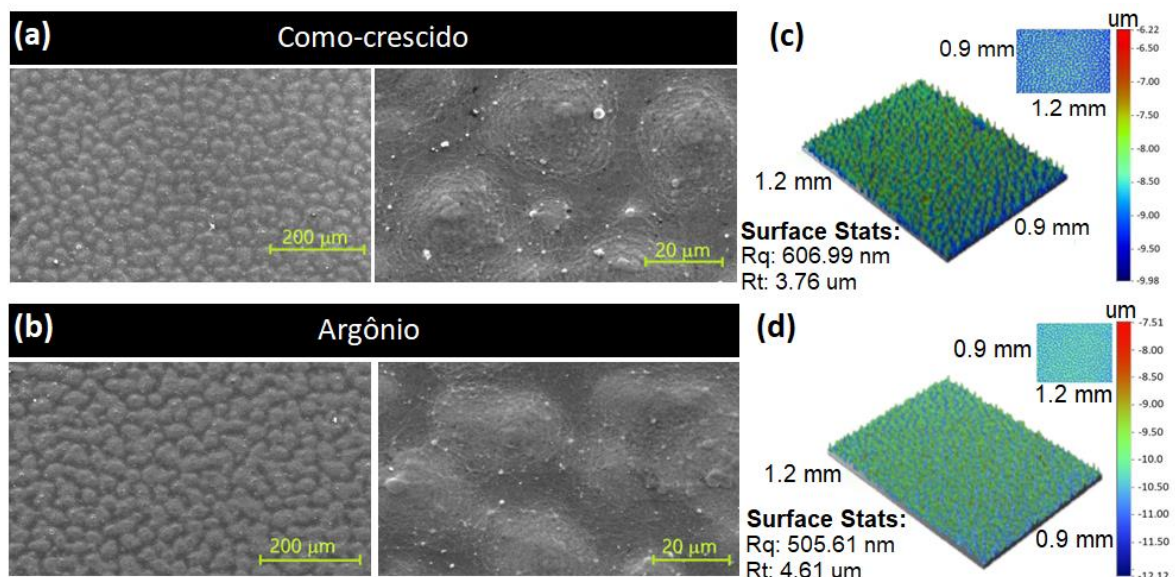 (a)
Como-crescido
200 µm
20 µm
(b)
Argônio
200 µm
20 µm
(c)
um
0.9 mm
1.2 mm
1.2 mm
0.9 mm
Surface Stats:
Rq: 606.99 nm
Rt: 3.76 um
-6.22
-6.50
-7.00
-7.50
-8.00
-8.50
-9.00
-9.50
-9.98
(d)
um
0.9 mm
1.2 mm
1.2 mm
0.9 mm
Surface Stats:
Rq: 505.61 nm
Rt: 4.61 um
-7.51
-8.00
-8.50
-9.00
-9.50
-10.0
-10.50
-11.00
-11.50
-12.12